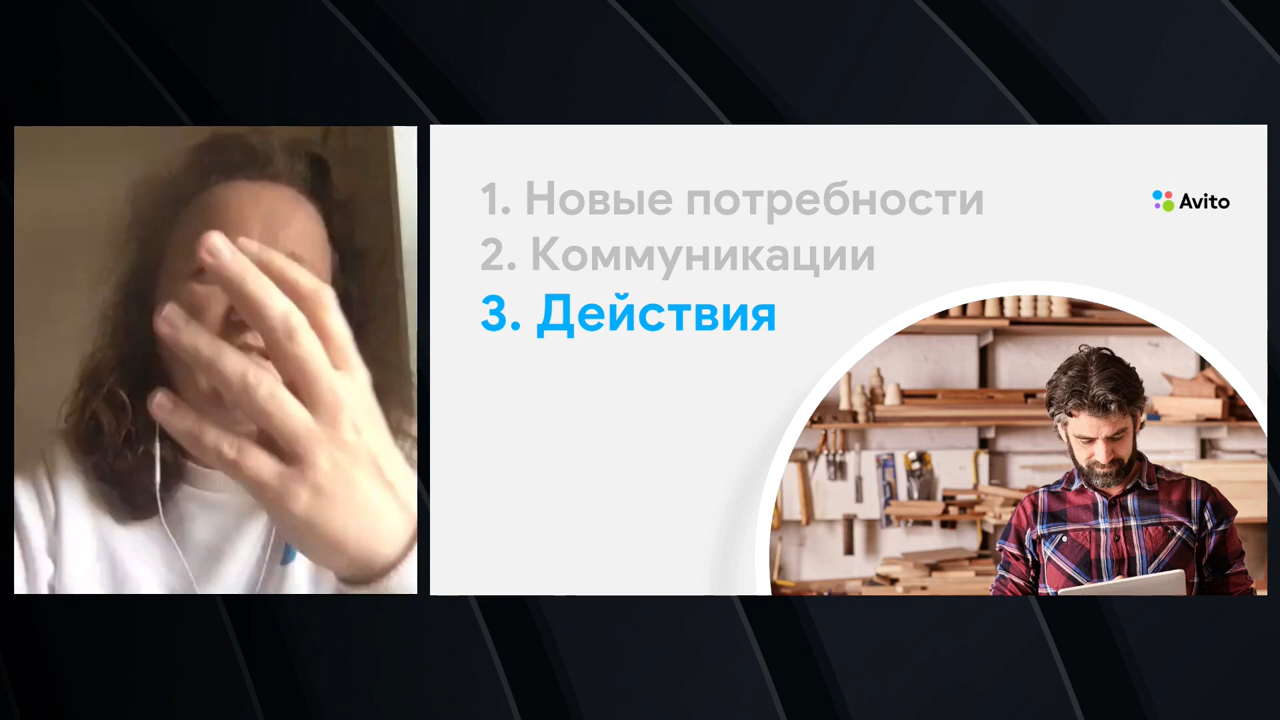 1. Новые потребности
Avito
2. Коммуникации
3. Действия